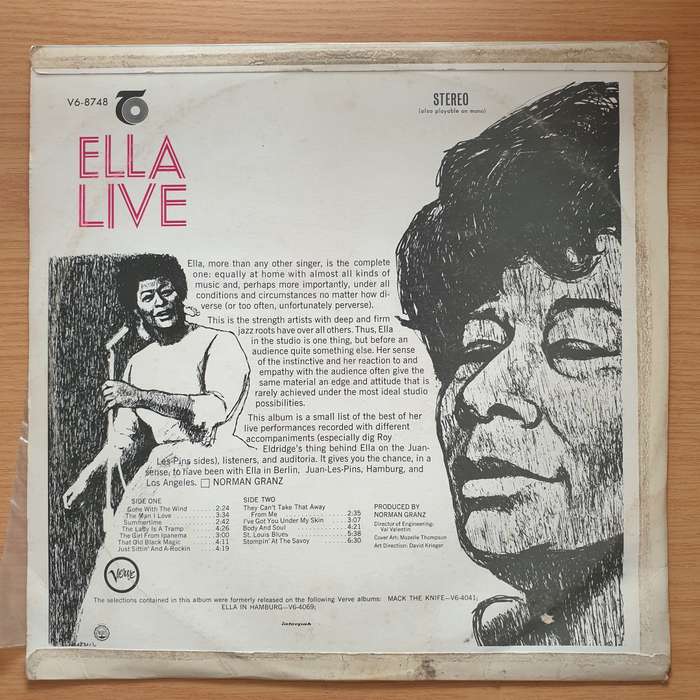 V6-8748
STEREO
(also playable on mono)
ELLA
LIVE
Ella, more than any other singer, is the complete
one: equally at home with almost all kinds of
music and, perhaps more importantly, under all
conditions and circumstances no matter how di-
verse (or too often, unfortunately perverse).
This is the strength artists with deep and firm
jazz roots have over all others. Thus, Ella
in the studio is one thing, but before an
audience quite something else. Her sense
of the instinctive and her reaction to and
empathy with the audience often give the
same material an edge and attitude that is
rarely achieved under the most ideal studio
possibilities.
This album is a small list of the best of her
live performances recorded with different
accompaniments (especially dig Roy
Eldridge's thing behind Ella on the Juan-
Les-Pins sides), listeners, and auditoria. It gives you the chance, in a
sense, to have been with Ella in Berlin, Juan-Les-Pins, Hamburg, and
Los Angeles. □ NORMAN GRANZ
SIDE ONE
Gone With The Wind 2:24
The Man I Love 3:34
Summertime 2:42
The Lady Is A Tramp 4:26
The Girl From Ipanema 3:00
That Old Black Magic 4:11
Just Sittin' And A-Rockin 4:19
SIDE TWO
They Can't Take That Away
From Me 2:35
I've Got You Under My Skin 3:07
Body And Soul 4:21
St. Louis Blues 5:38
Stompin' At The Savoy 6:30
PRODUCED BY
NORMAN GRANZ
Director of Engineering:
Val Valentin
Cover Art: Mozelle Thompson
Art Direction: David Krieger
Verve
The selections contained in this album were formerly released on the following Verve albums: MACK THE KNIFE—V6-4041;
ELLA IN HAMBURG—V6-4069;